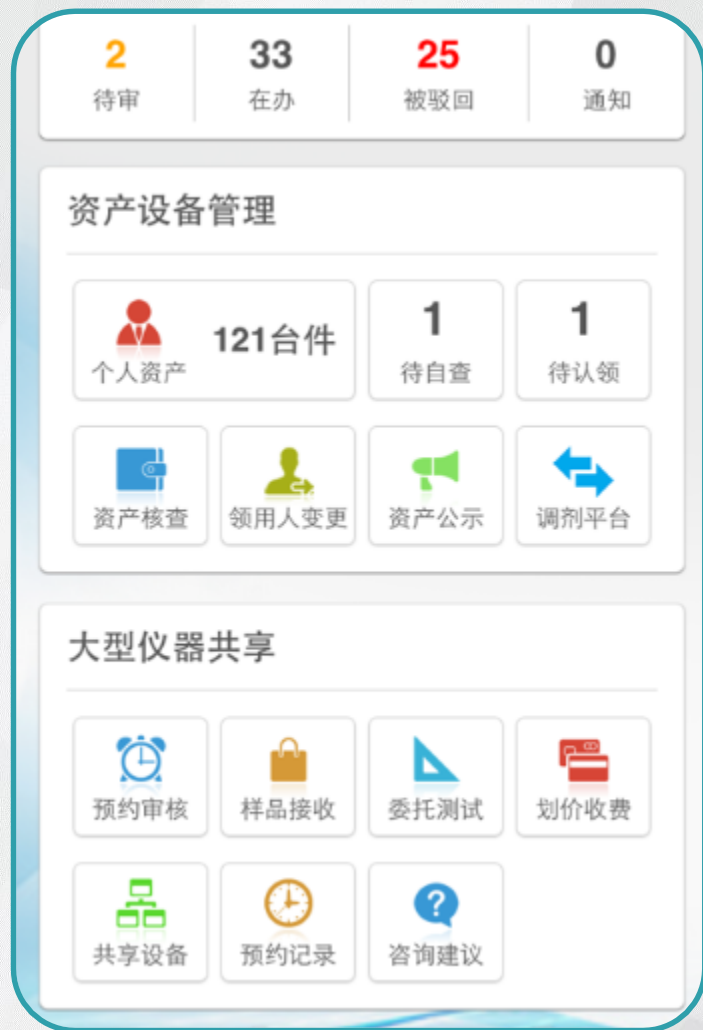 2 33 25 0
待审 在办 被驳回 通知
资产设备管理
121台件 1 1
个人资产 待自查 待认领
资产核查 领用人变更 资产公示 调剂平台
大型仪器共享
预约审核 样品接收 委托测试 划价收费
共享设备 预约记录 咨询建议